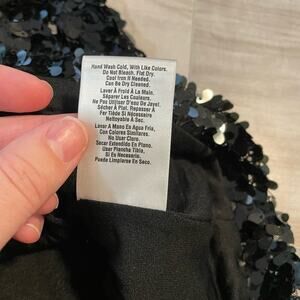 Hand Wash Cold, With Like Colors.
Do Not Bleach. Flat Dry.
Cool Iron If Needed.
Can Be Dry Cleaned.
Laver À Froid À La Main.
Séparer Les Couleurs.
Ne Pas Utiliser D'Eau De Javel.
Sécher À Plat. Repasser À
Fer Tiède Si Nécessaire
Nettoyable A Sec.
Lavar A Mano En Agua Fria,
Con Colores Similares.
No Usar Cloro.
Secar Extendido En Plano.
Usar Plancha Tibia,
Si Es Necesario.
Puede Limpierse En Seco.